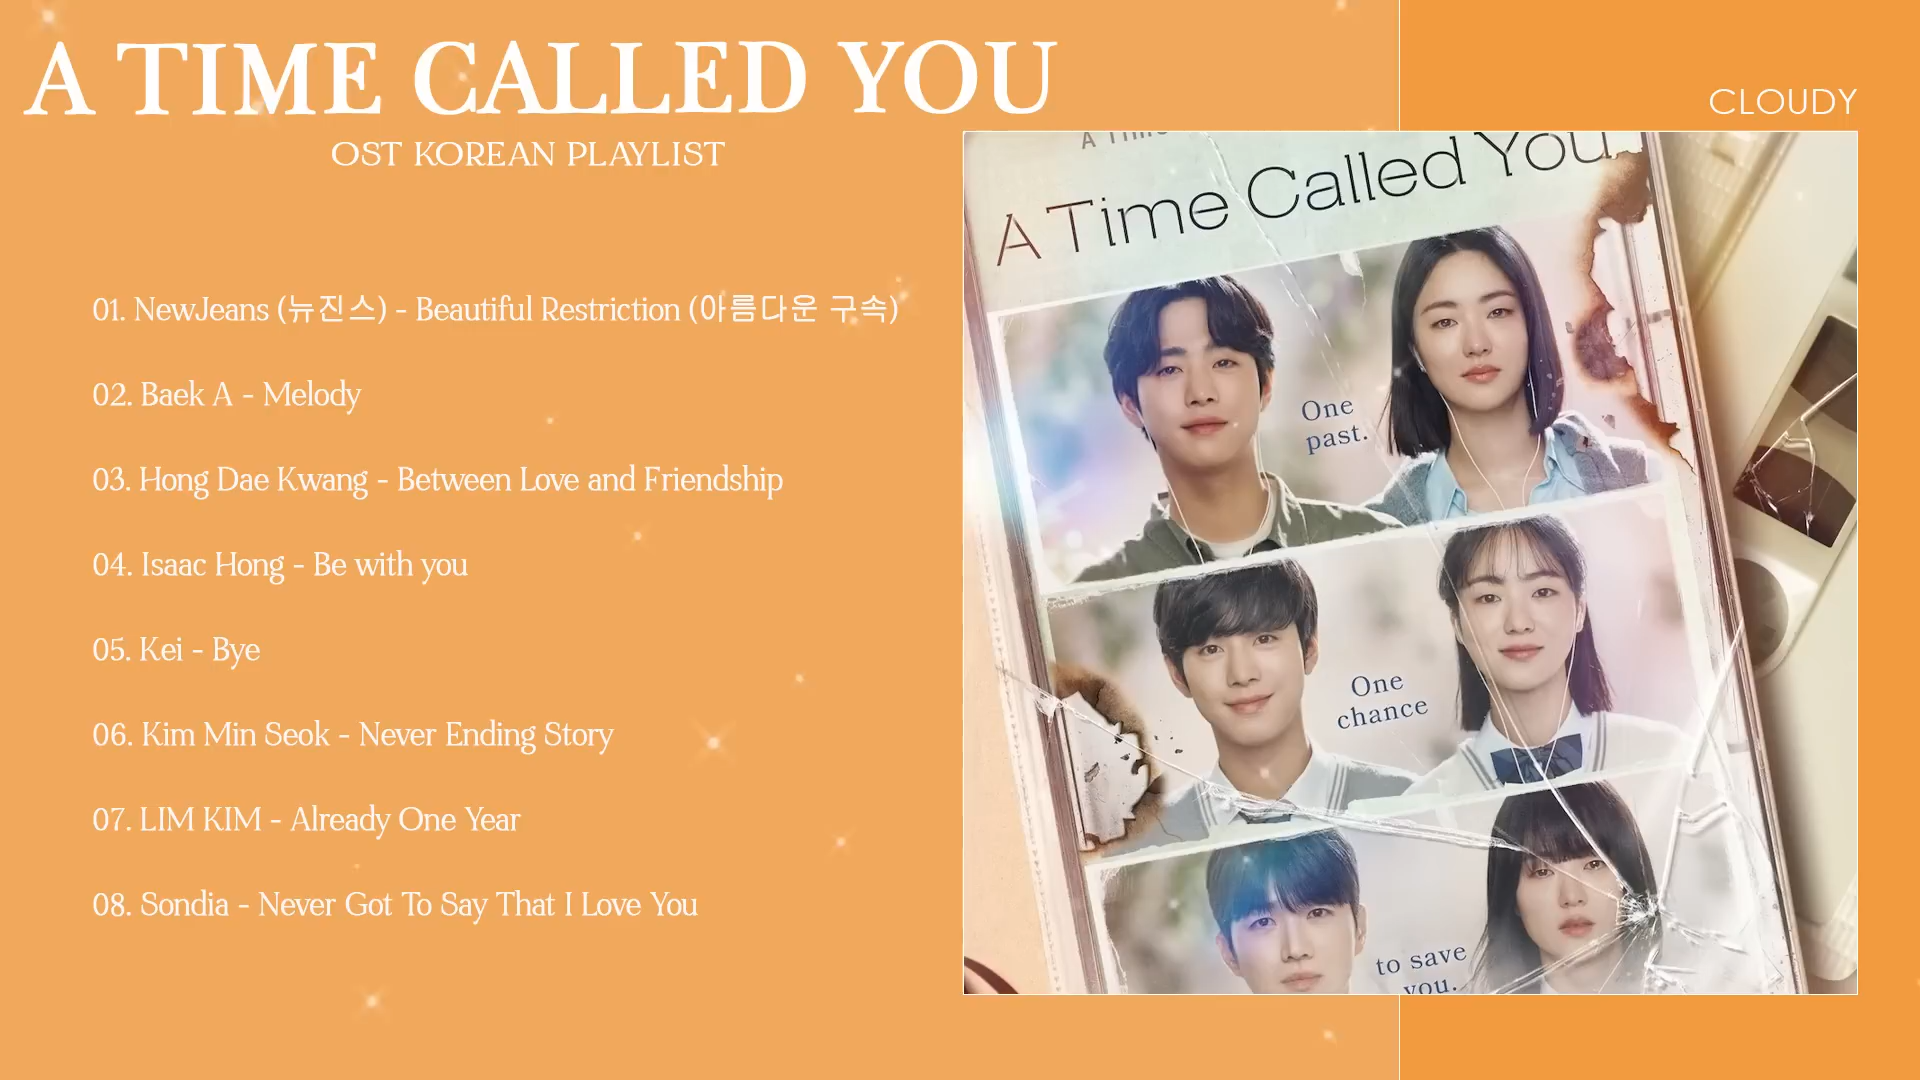 A TIME CALLED YOU
OST KOREAN PLAYLIST
CLOUDY
01. NewJeans (뉴진스) - Beautiful Restriction (아름다운 구속)
02. Baek A - Melody
03. Hong Dae Kwang - Between Love and Friendship
04. Isaac Hong - Be with you
05. Kei - Bye
06. Kim Min Seok - Never Ending Story
07. LIM KIM - Already One Year
08. Sondia - Never Got To Say That I Love You
A Time
A Time Called You
One
past.
One
chance
to save
you.